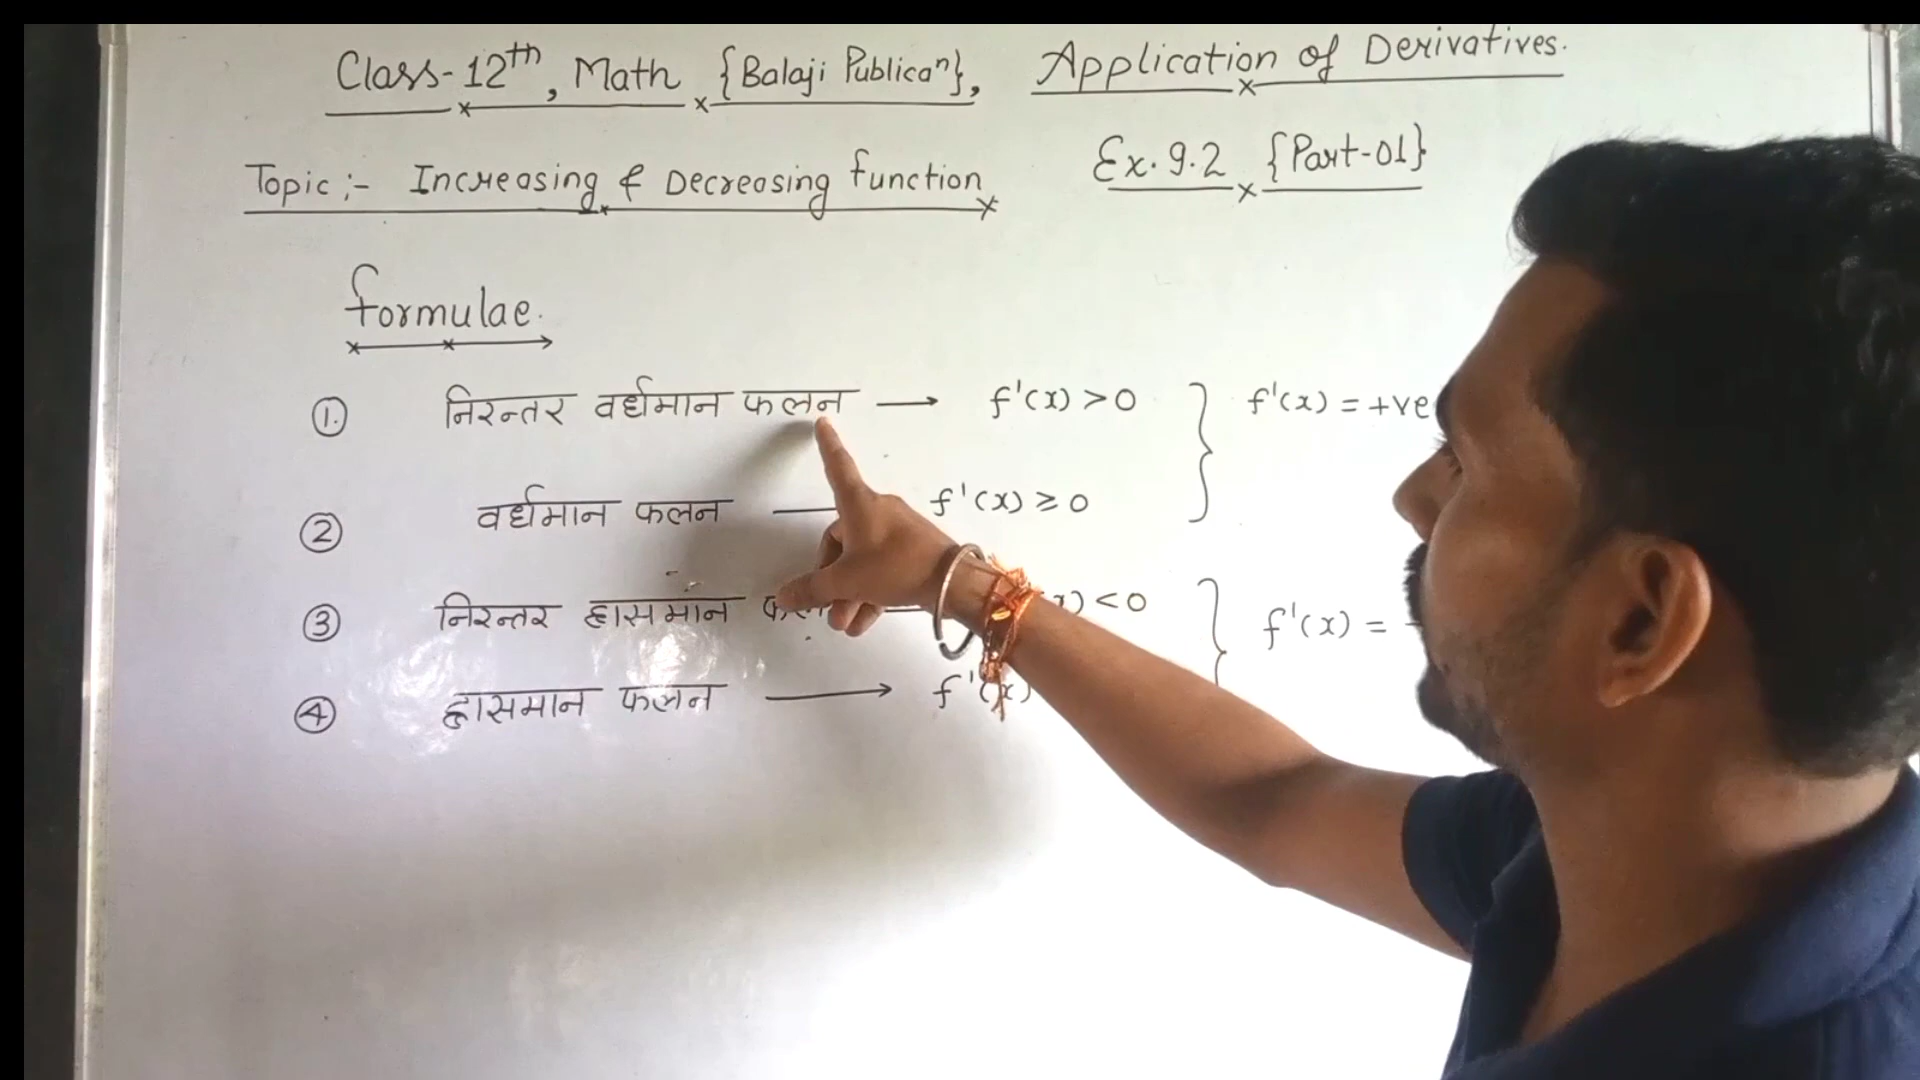 Class-12th, Math {Balaji Publicaⁿ}, Application of Derivatives.
Topic:- Increasing & Decreasing function Ex. 9.2 {Part-01}
formulae.
① निरन्तर वर्धमान फलन → f'(x) > 0 } f'(x) = +ve
② वर्धमान फलन — f'(x) ≥ 0
③ निरन्तर ह्रासमान x) < 0 } f'(x) =
④ ह्रासमान फलन → f'(x)